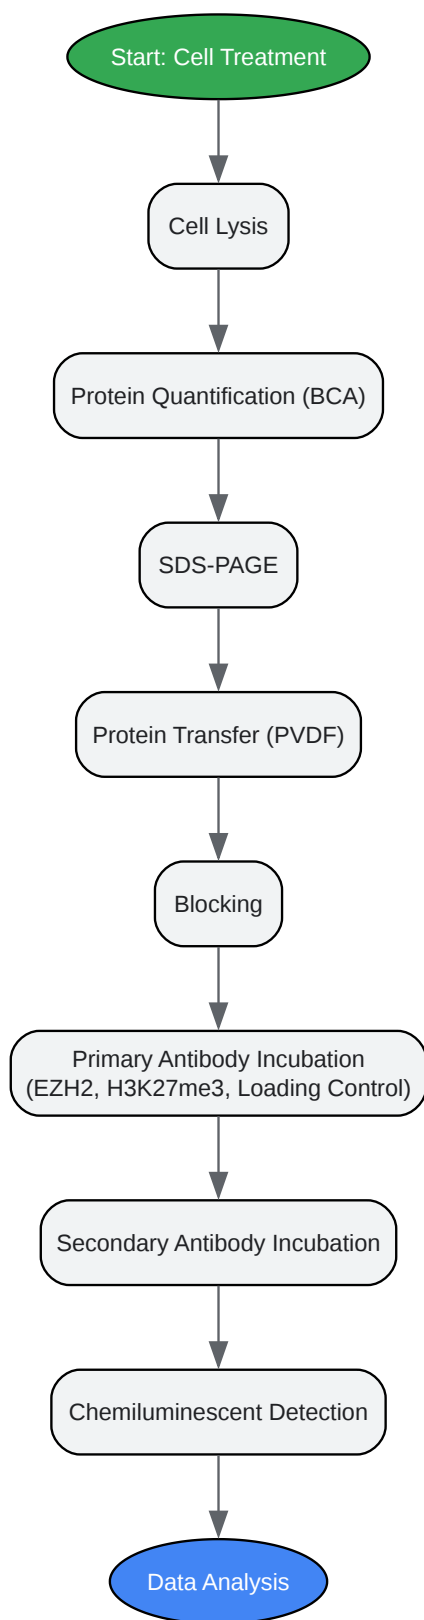 Start: Cell Treatment
Cell Lysis
Protein Quantification (BCA)
SDS-PAGE
Protein Transfer (PVDF)
Blocking
Primary Antibody Incubation
(EZH2, H3K27me3, Loading Control)
Secondary Antibody Incubation
Chemiluminescent Detection
Data Analysis